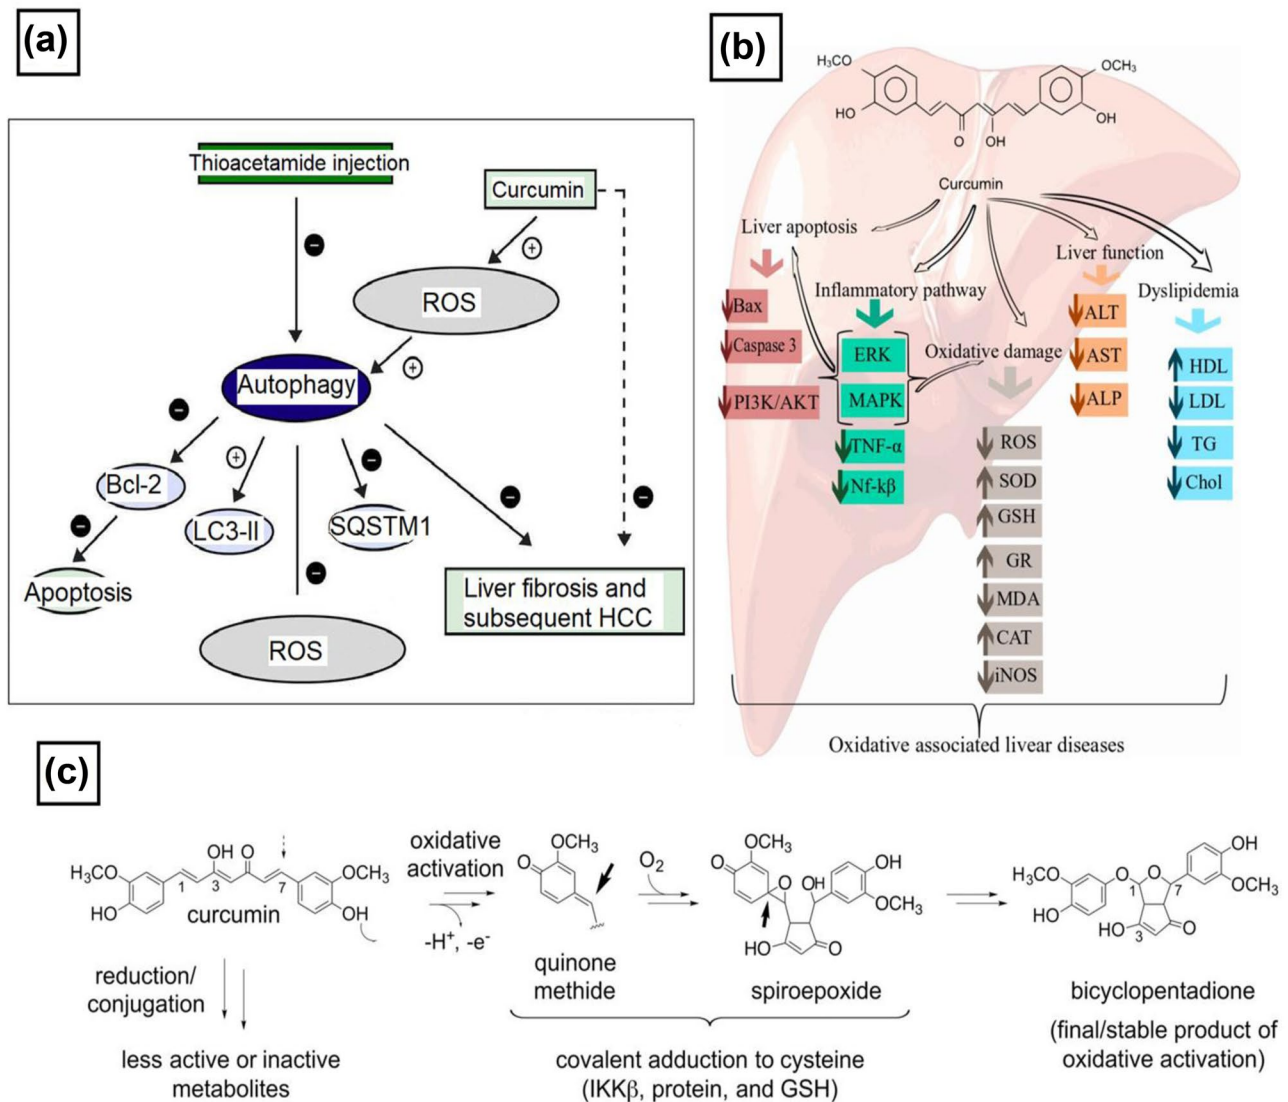 (a)
Thioacetamide injection
Curcumin
−
+
ROS
+
Autophagy
−
+
−
−
−
Bcl-2
−
LC3-II
SQSTM1
Apoptosis
−
Liver fibrosis and
subsequent HCC
ROS
(b)
H₃CO
OCH₃
HO
OH
O
OH
Curcumin
Liver apoptosis
Bax
Caspase 3
PI3K/AKT
Inflammatory pathway
ERK
MAPK
TNF-α
Nf-kβ
Oxidative damage
ROS
SOD
GSH
GR
MDA
CAT
iNOS
Liver function
ALT
AST
ALP
Dyslipidemia
HDL
LDL
TG
Chol
Oxidative associated livear diseases
(c)
OH O
H₃CO
OCH₃
1
3
7
HO
OH
curcumin
reduction/
conjugation
less active or inactive
metabolites
oxidative
activation
-H⁺, -e⁻
OCH₃
O
quinone
methide
O₂
OCH₃
O
O
OH
OH
OCH₃
HO
O
spiroepoxide
covalent adduction to cysteine
(IKKβ, protein, and GSH)
OH
H₃CO
O
O
1
7
OCH₃
HO
HO
3
O
bicyclopentadione
(final/stable product of
oxidative activation)